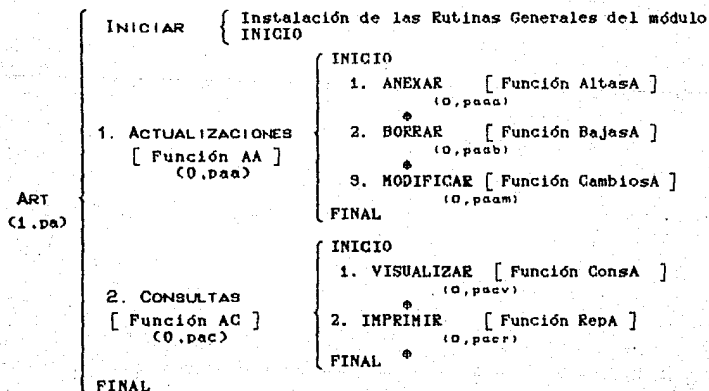 INICIAR { Instalación de las Rutinas Generales del módulo
INICIO
INICIO
1. ANEXAR [ Función AltasA ]
(0,paaa)
⊕
1. ACTUALIZACIONES
2. BORRAR [ Función BajasA ]
[ Función AA ]
(0,paab)
(0,paa)
⊕
3. MODIFICAR [ Función CambiosA ]
ART
(0,paam)
(1,pa)
FINAL
INICIO
1. VISUALIZAR [ Función ConsA ]
(0,pacv)
2. CONSULTAS
⊕
[ Función AC ]
2. IMPRIMIR [ Función RepA ]
(0,pac)
(0,pacr)
⊕
FINAL
FINAL